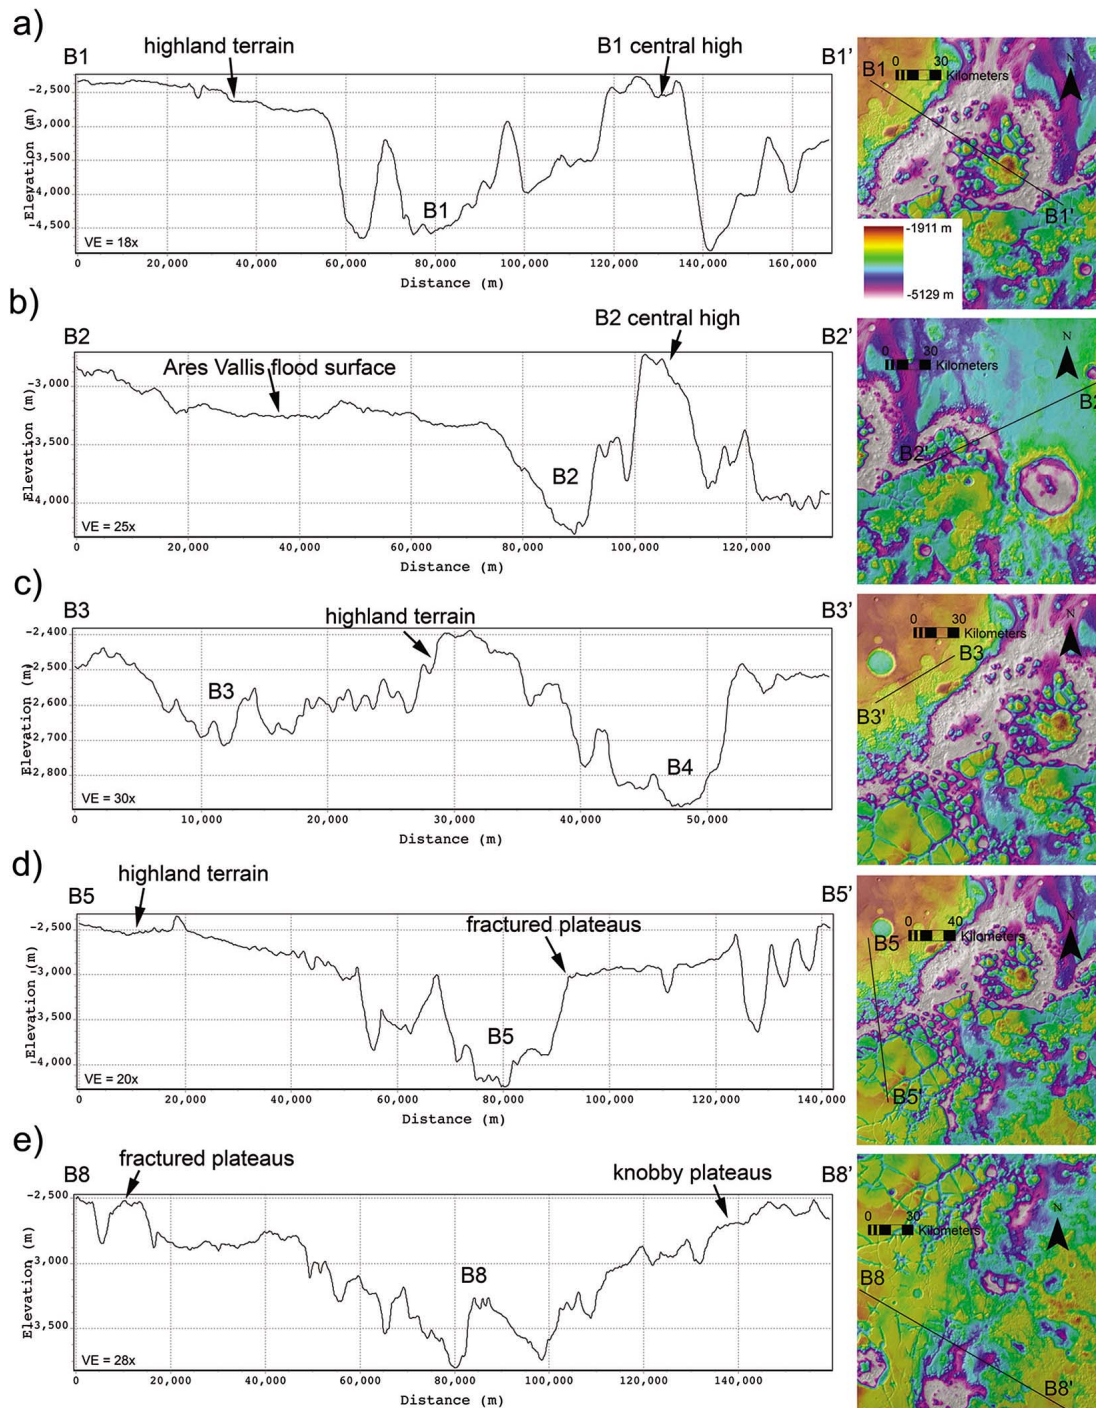 a)
highland terrain
B1 central high
B1
B1'
-2,500
-3,000
-3,500
-4,000
-4,500
Elevation (m)
B1
VE = 18x
0 20,000 40,000 60,000 80,000 100,000 120,000 140,000 160,000
Distance (m)
B1
0 30
Kilometers
N
B1'
-1911 m
-5129 m
b)
B2 central high
B2
B2'
Ares Vallis flood surface
-3,000
-3,500
-4,000
Elevation (m)
B2
VE = 25x
0 20,000 40,000 60,000 80,000 100,000 120,000
Distance (m)
0 30
Kilometers
N
B2
B2'
c)
B3
highland terrain
B3'
-2,400
-2,500
-2,600
-2,700
-2,800
Elevation (m)
B3
B4
VE = 30x
0 10,000 20,000 30,000 40,000 50,000
Distance (m)
0 30
Kilometers
N
B3
B3'
d)
highland terrain
B5
B5'
fractured plateaus
-2,500
-3,000
-3,500
-4,000
Elevation (m)
B5
VE = 20x
0 20,000 40,000 60,000 80,000 100,000 120,000 140,000
Distance (m)
0 40
Kilometers
N
B5
B5'
e)
fractured plateaus
B8
knobby plateaus
B8'
-2,500
-3,000
-3,500
Elevation (m)
B8
VE = 28x
0 20,000 40,000 60,000 80,000 100,000 120,000 140,000
Distance (m)
0 30
Kilometers
N
B8
B8'